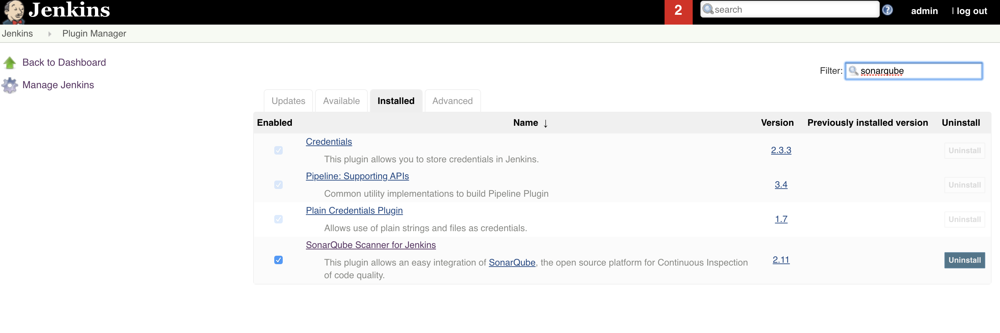 Jenkins
2
search
admin
| log out
Jenkins
Plugin Manager
Back to Dashboard
Manage Jenkins
Filter: sonarqube
Updates
Available
Installed
Advanced
Enabled
Name ↓
Version
Previously installed version
Uninstall
Credentials
This plugin allows you to store credentials in Jenkins.
2.3.3
Uninstall
Pipeline: Supporting APIs
Common utility implementations to build Pipeline Plugin
3.4
Uninstall
Plain Credentials Plugin
Allows use of plain strings and files as credentials.
1.7
Uninstall
SonarQube Scanner for Jenkins
This plugin allows an easy integration of SonarQube, the open source platform for Continuous Inspection
of code quality.
2.11
Uninstall